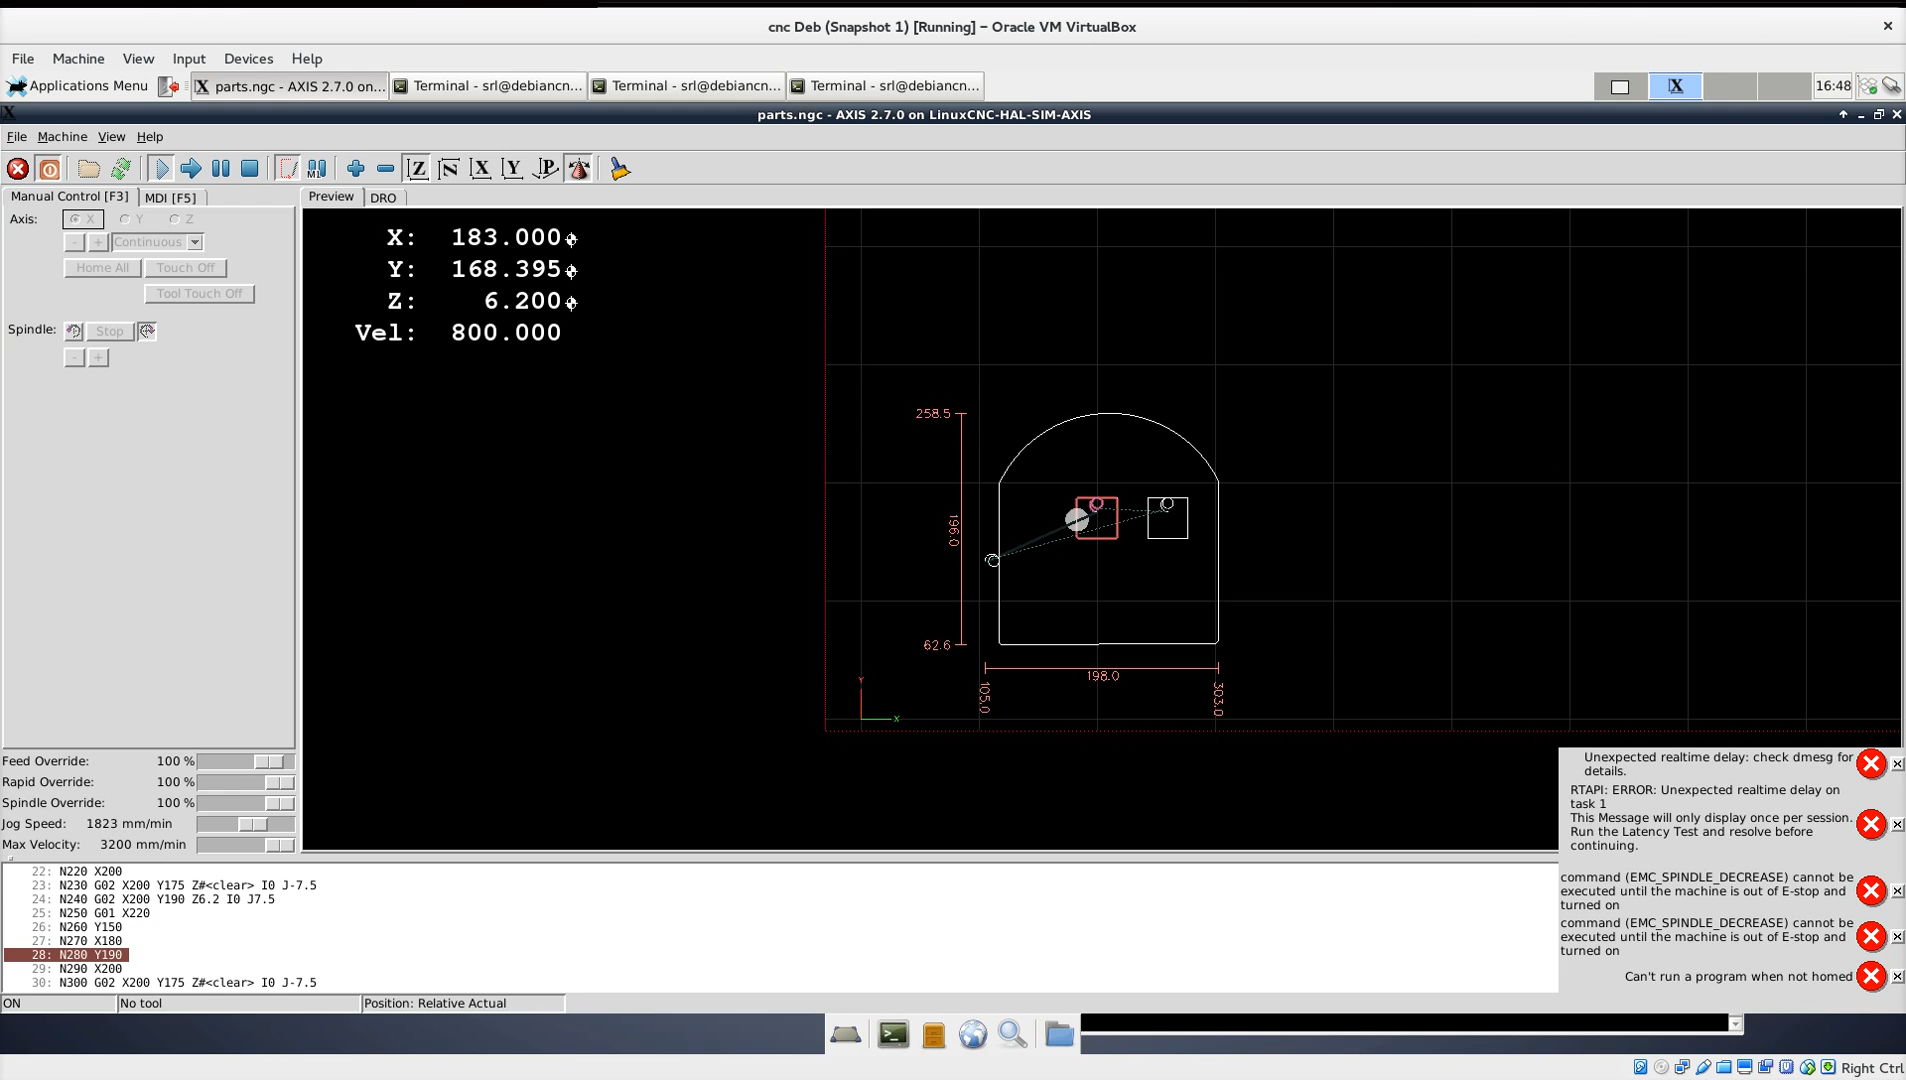 cnc Deb (Snapshot 1) [Running] – Oracle VM VirtualBox
File Machine View Input Devices Help
Applications Menu parts.ngc - AXIS 2.7.0 on... Terminal - srl@debiancn... Terminal - srl@debiancn... Terminal - srl@debiancn... 16:48
parts.ngc - AXIS 2.7.0 on LinuxCNC-HAL-SIM-AXIS
File Machine View Help
Manual Control [F3] MDI [F5]
Axis: X Y Z
- + Continuous
Home All Touch Off
Tool Touch Off
Spindle: Stop
- +
Preview DRO
X: 183.000
Y: 168.395
Z: 6.200
Vel: 800.000
258.5
196.0
62.6
198.0
105.0
303.0
Y
X
Feed Override: 100 %
Rapid Override: 100 %
Spindle Override: 100 %
Jog Speed: 1823 mm/min
Max Velocity: 3200 mm/min
22: N220 X200
23: N230 G02 X200 Y175 Z#<clear> I0 J-7.5
24: N240 G02 X200 Y190 Z6.2 I0 J7.5
25: N250 G01 X220
26: N260 Y150
27: N270 X180
28: N280 Y190
29: N290 X200
30: N300 G02 X200 Y175 Z#<clear> I0 J-7.5
Unexpected realtime delay: check dmesg for
details.
RTAPI: ERROR: Unexpected realtime delay on
task 1
This Message will only display once per session.
Run the Latency Test and resolve before
continuing.
command (EMC_SPINDLE_DECREASE) cannot be
executed until the machine is out of E-stop and
turned on
command (EMC_SPINDLE_DECREASE) cannot be
executed until the machine is out of E-stop and
turned on
Can't run a program when not homed
ON No tool Position: Relative Actual
Right Ctrl